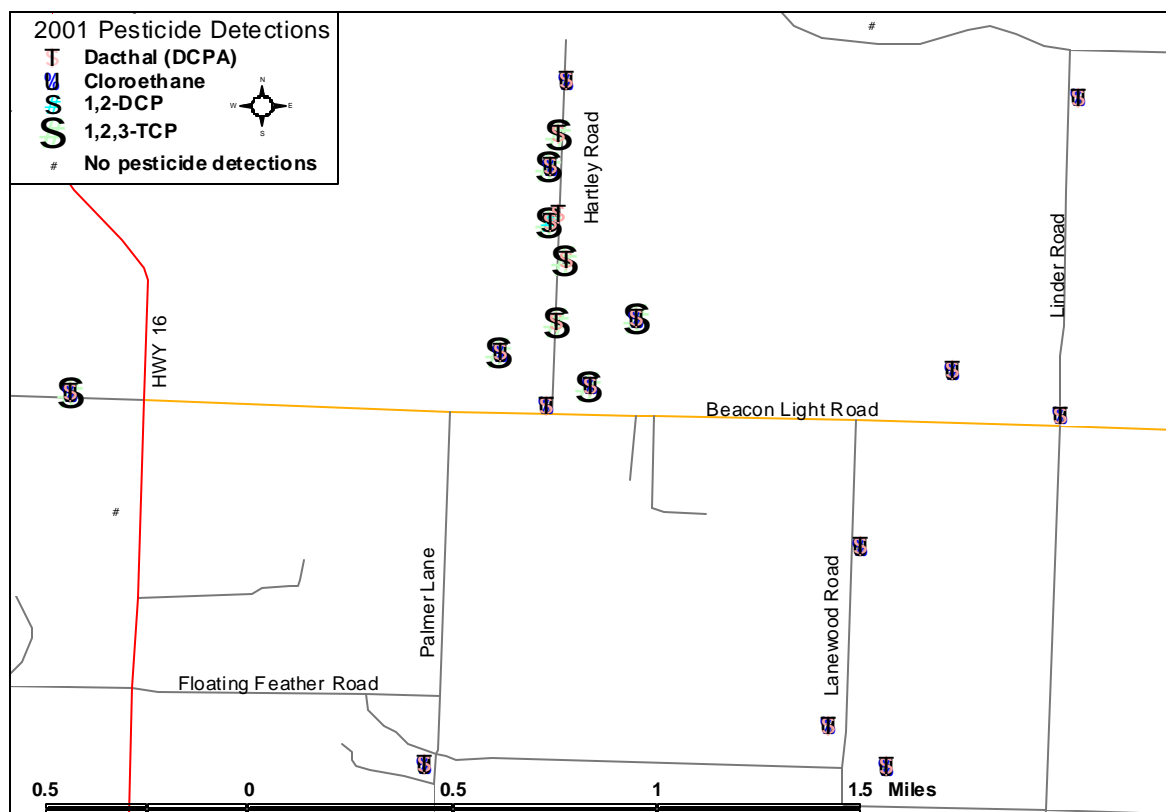 2001 Pesticide Detections
T Dacthal (DCPA)
Cloroethane
S 1,2-DCP
S 1,2,3-TCP
# No pesticide detections
N
W E
S
#
Hartley Road
Linder Road
HWY 16
Beacon Light Road
#
Palmer Lane
Lanewood Road
Floating Feather Road
0.5 0 0.5 1 1.5 Miles